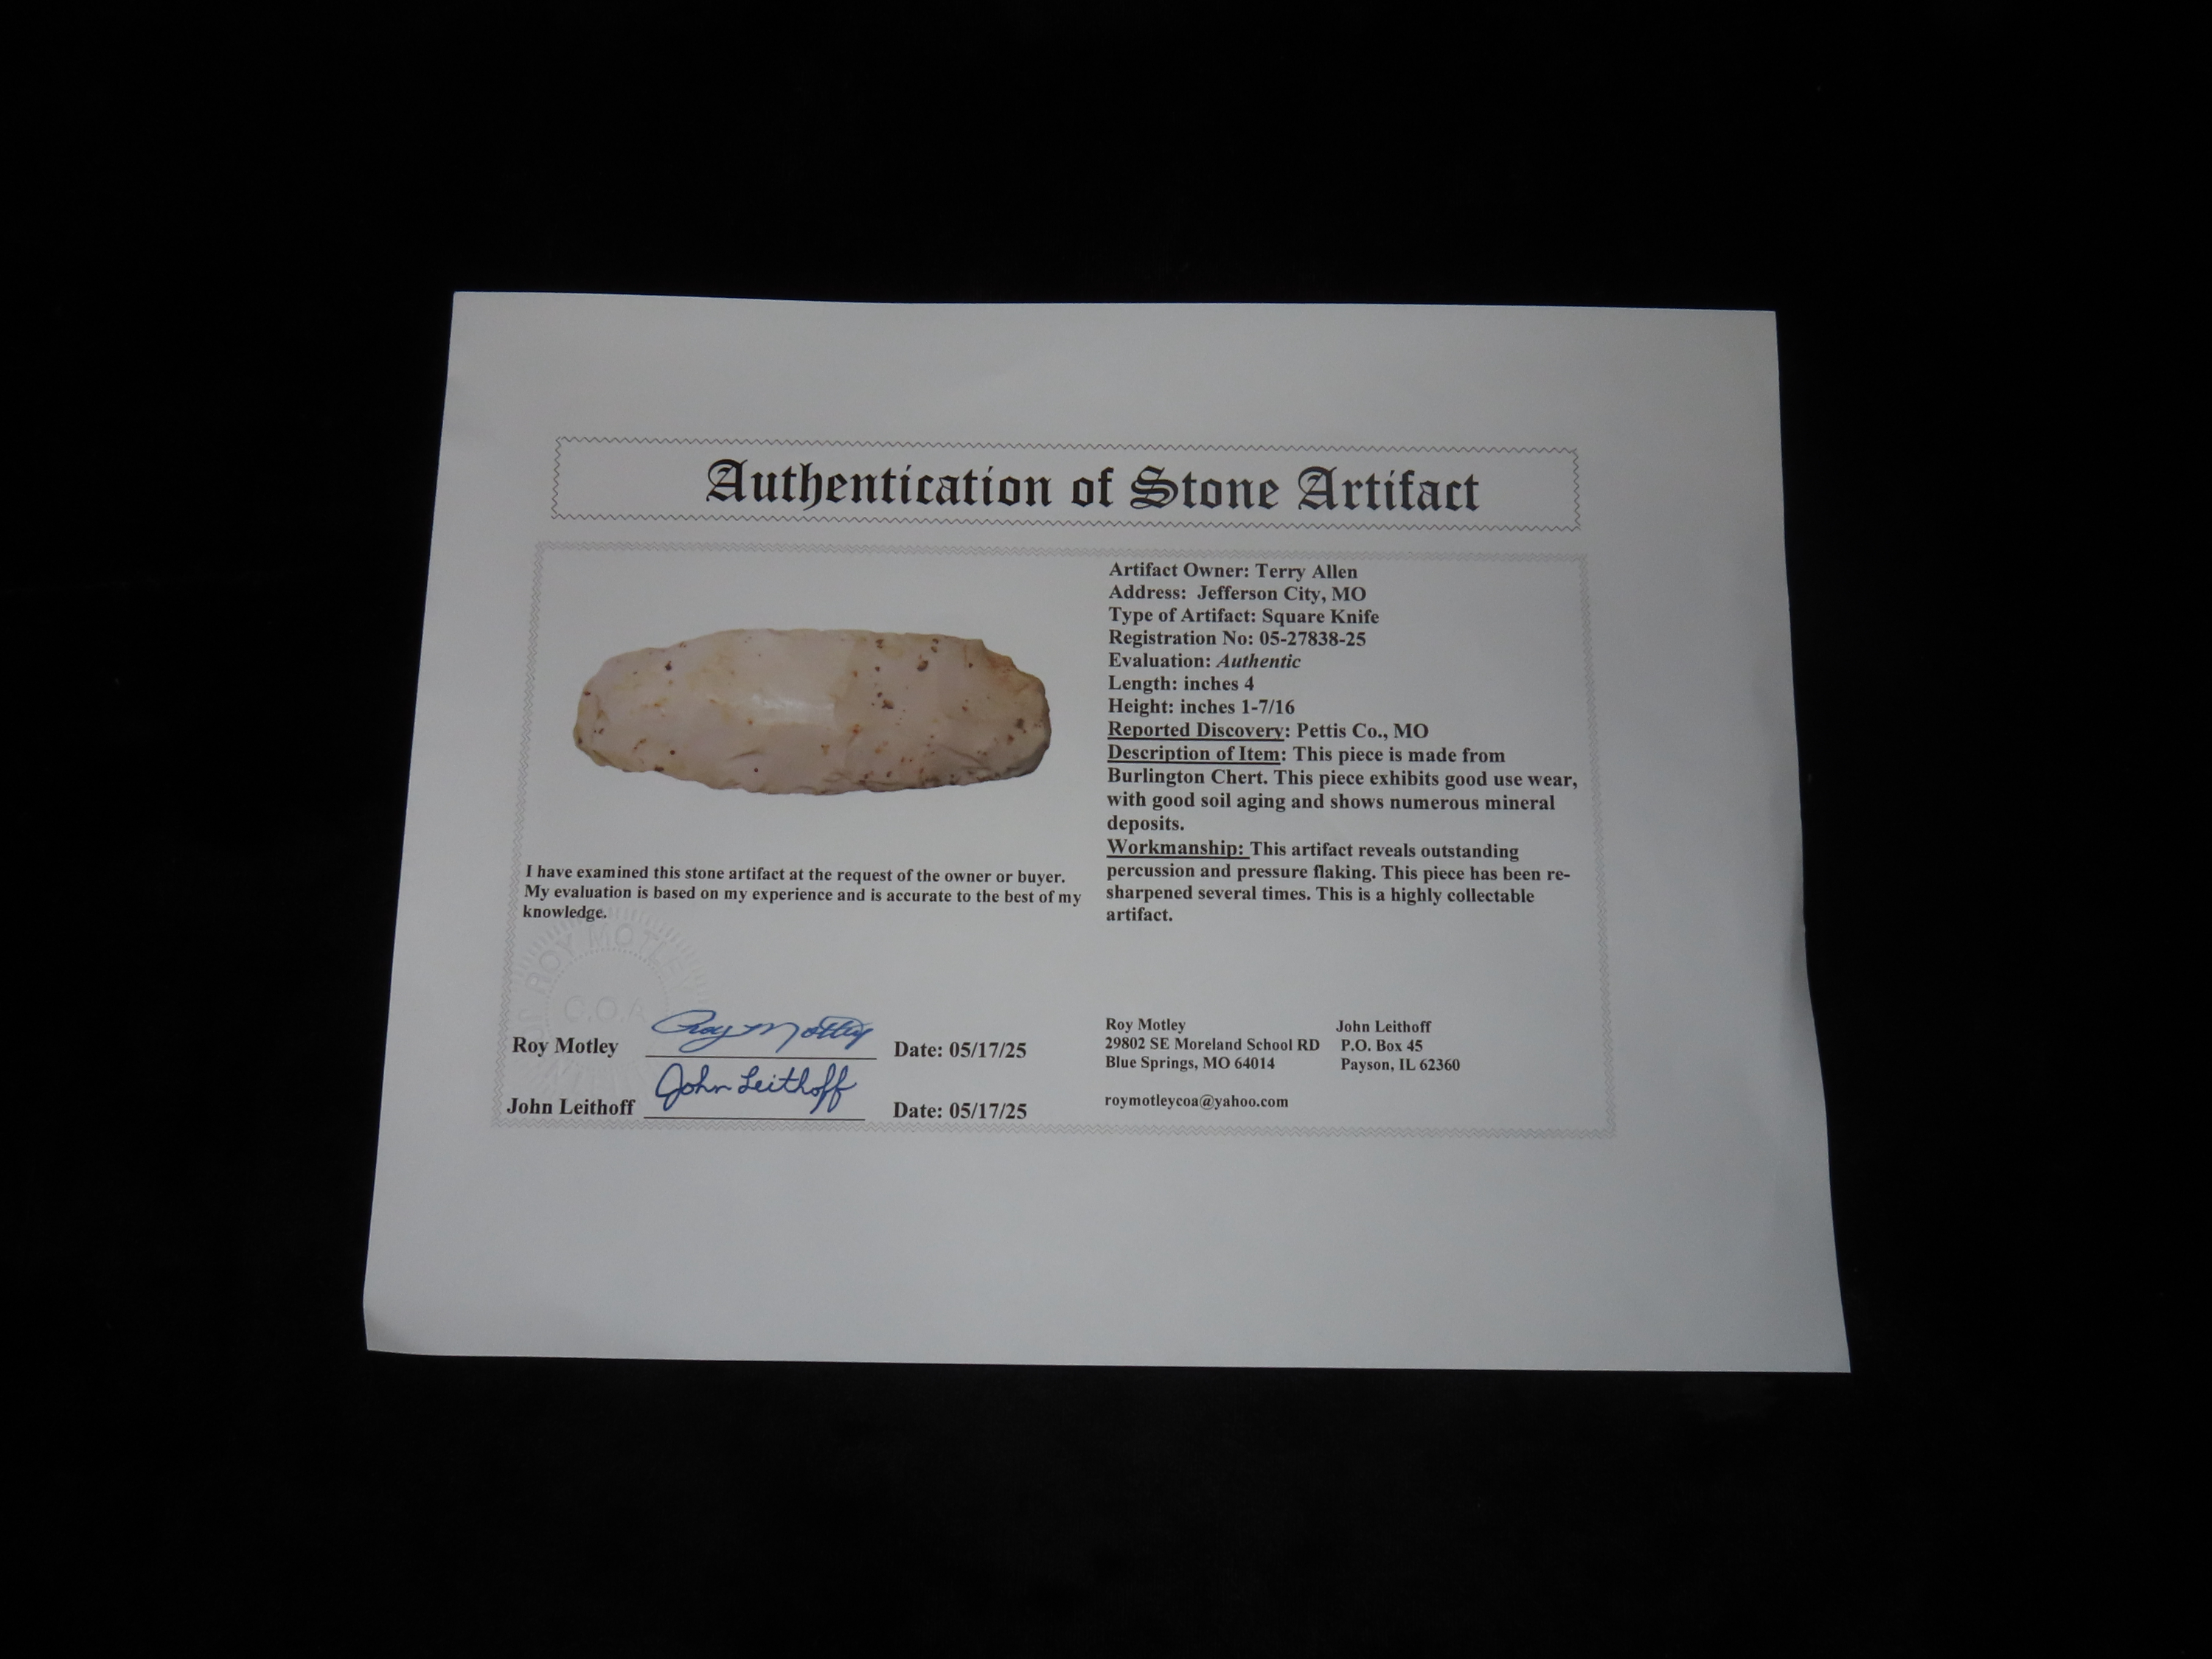 Authentication of Stone Artifact
Artifact Owner: Terry Allen
Address: Jefferson City, MO
Type of Artifact: Square Knife
Registration No: 05-27838-25
Evaluation: Authentic
Length: inches 4
Height: inches 1-7/16
Reported Discovery: Pettis Co., MO
Description of Item: This piece is made from
Burlington Chert. This piece exhibits good use wear,
with good soil aging and shows numerous mineral
deposits.
Workmanship: This artifact reveals outstanding
percussion and pressure flaking. This piece has been re-
sharpened several times. This is a highly collectable
artifact.
I have examined this stone artifact at the request of the owner or buyer.
My evaluation is based on my experience and is accurate to the best of my
knowledge.
ROY MOTLEY
C.O.A
Roy Motley Roy Motley Date: 05/17/25
John Leithoff John Leithoff Date: 05/17/25
Roy Motley
29802 SE Moreland School RD
Blue Springs, MO 64014
roymotleycoa@yahoo.com
John Leithoff
P.O. Box 45
Payson, IL 62360